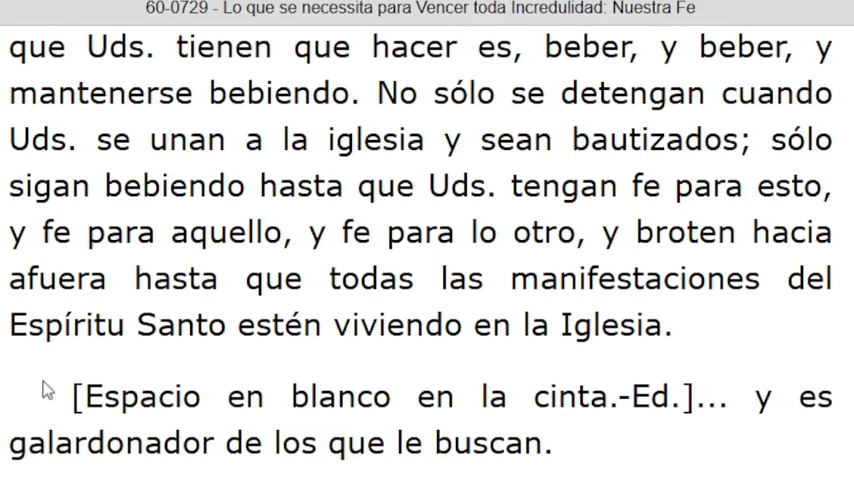 60-0729 - Lo que se necessita para Vencer toda Incredulidad: Nuestra Fe
que Uds. tienen que hacer es, beber, y beber, y
mantenerse bebiendo. No sólo se detengan cuando
Uds. se unan a la iglesia y sean bautizados; sólo
sigan bebiendo hasta que Uds. tengan fe para esto,
y fe para aquello, y fe para lo otro, y broten hacia
afuera hasta que todas las manifestaciones del
Espíritu Santo estén viviendo en la Iglesia.
[Espacio en blanco en la cinta.-Ed.]... y es
galardonador de los que le buscan.